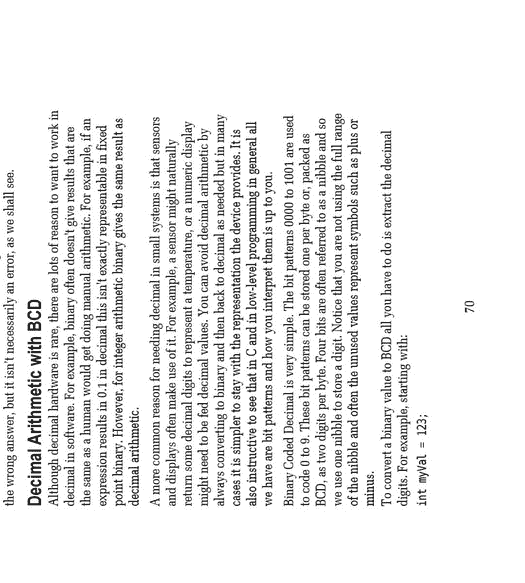 the wrong answer, but it isn't necessarily an error, as we shall see.
Decimal Arithmetic with BCD
Although decimal hardware is rare, there are lots of reason to want to work in
decimal in software. For example, binary often doesn't give results that are
the same as a human would get doing manual arithmetic. For example, if an
expression results in 0.1 in decimal this isn't exactly representable in fixed
point binary. However, for integer arithmetic binary gives the same result as
decimal arithmetic.
A more common reason for needing decimal in small systems is that sensors
and displays often make use of it. For example, a sensor might naturally
return some decimal digits to represent a temperature, or a numeric display
might need to be fed decimal values. You can avoid decimal arithmetic by
always converting to binary and then back to decimal as needed but in many
cases it is simpler to stay with the representation the device provides. It is
also instructive to see that in C and in low-level programming in general all
we have are bit patterns and how you interpret them is up to you.
Binary Coded Decimal is very simple. The bit patterns 0000 to 1001 are used
to code 0 to 9. These bit patterns can be stored one per byte or, packed as
BCD, as two digits per byte. Four bits are often referred to as a nibble and so
we use one nibble to store a digit. Notice that you are not using the full range
of the nibble and often the unused values represent symbols such as plus or
minus.
To convert a binary value to BCD all you have to do is extract the decimal
digits. For example, starting with:
int myVal = 123;
70